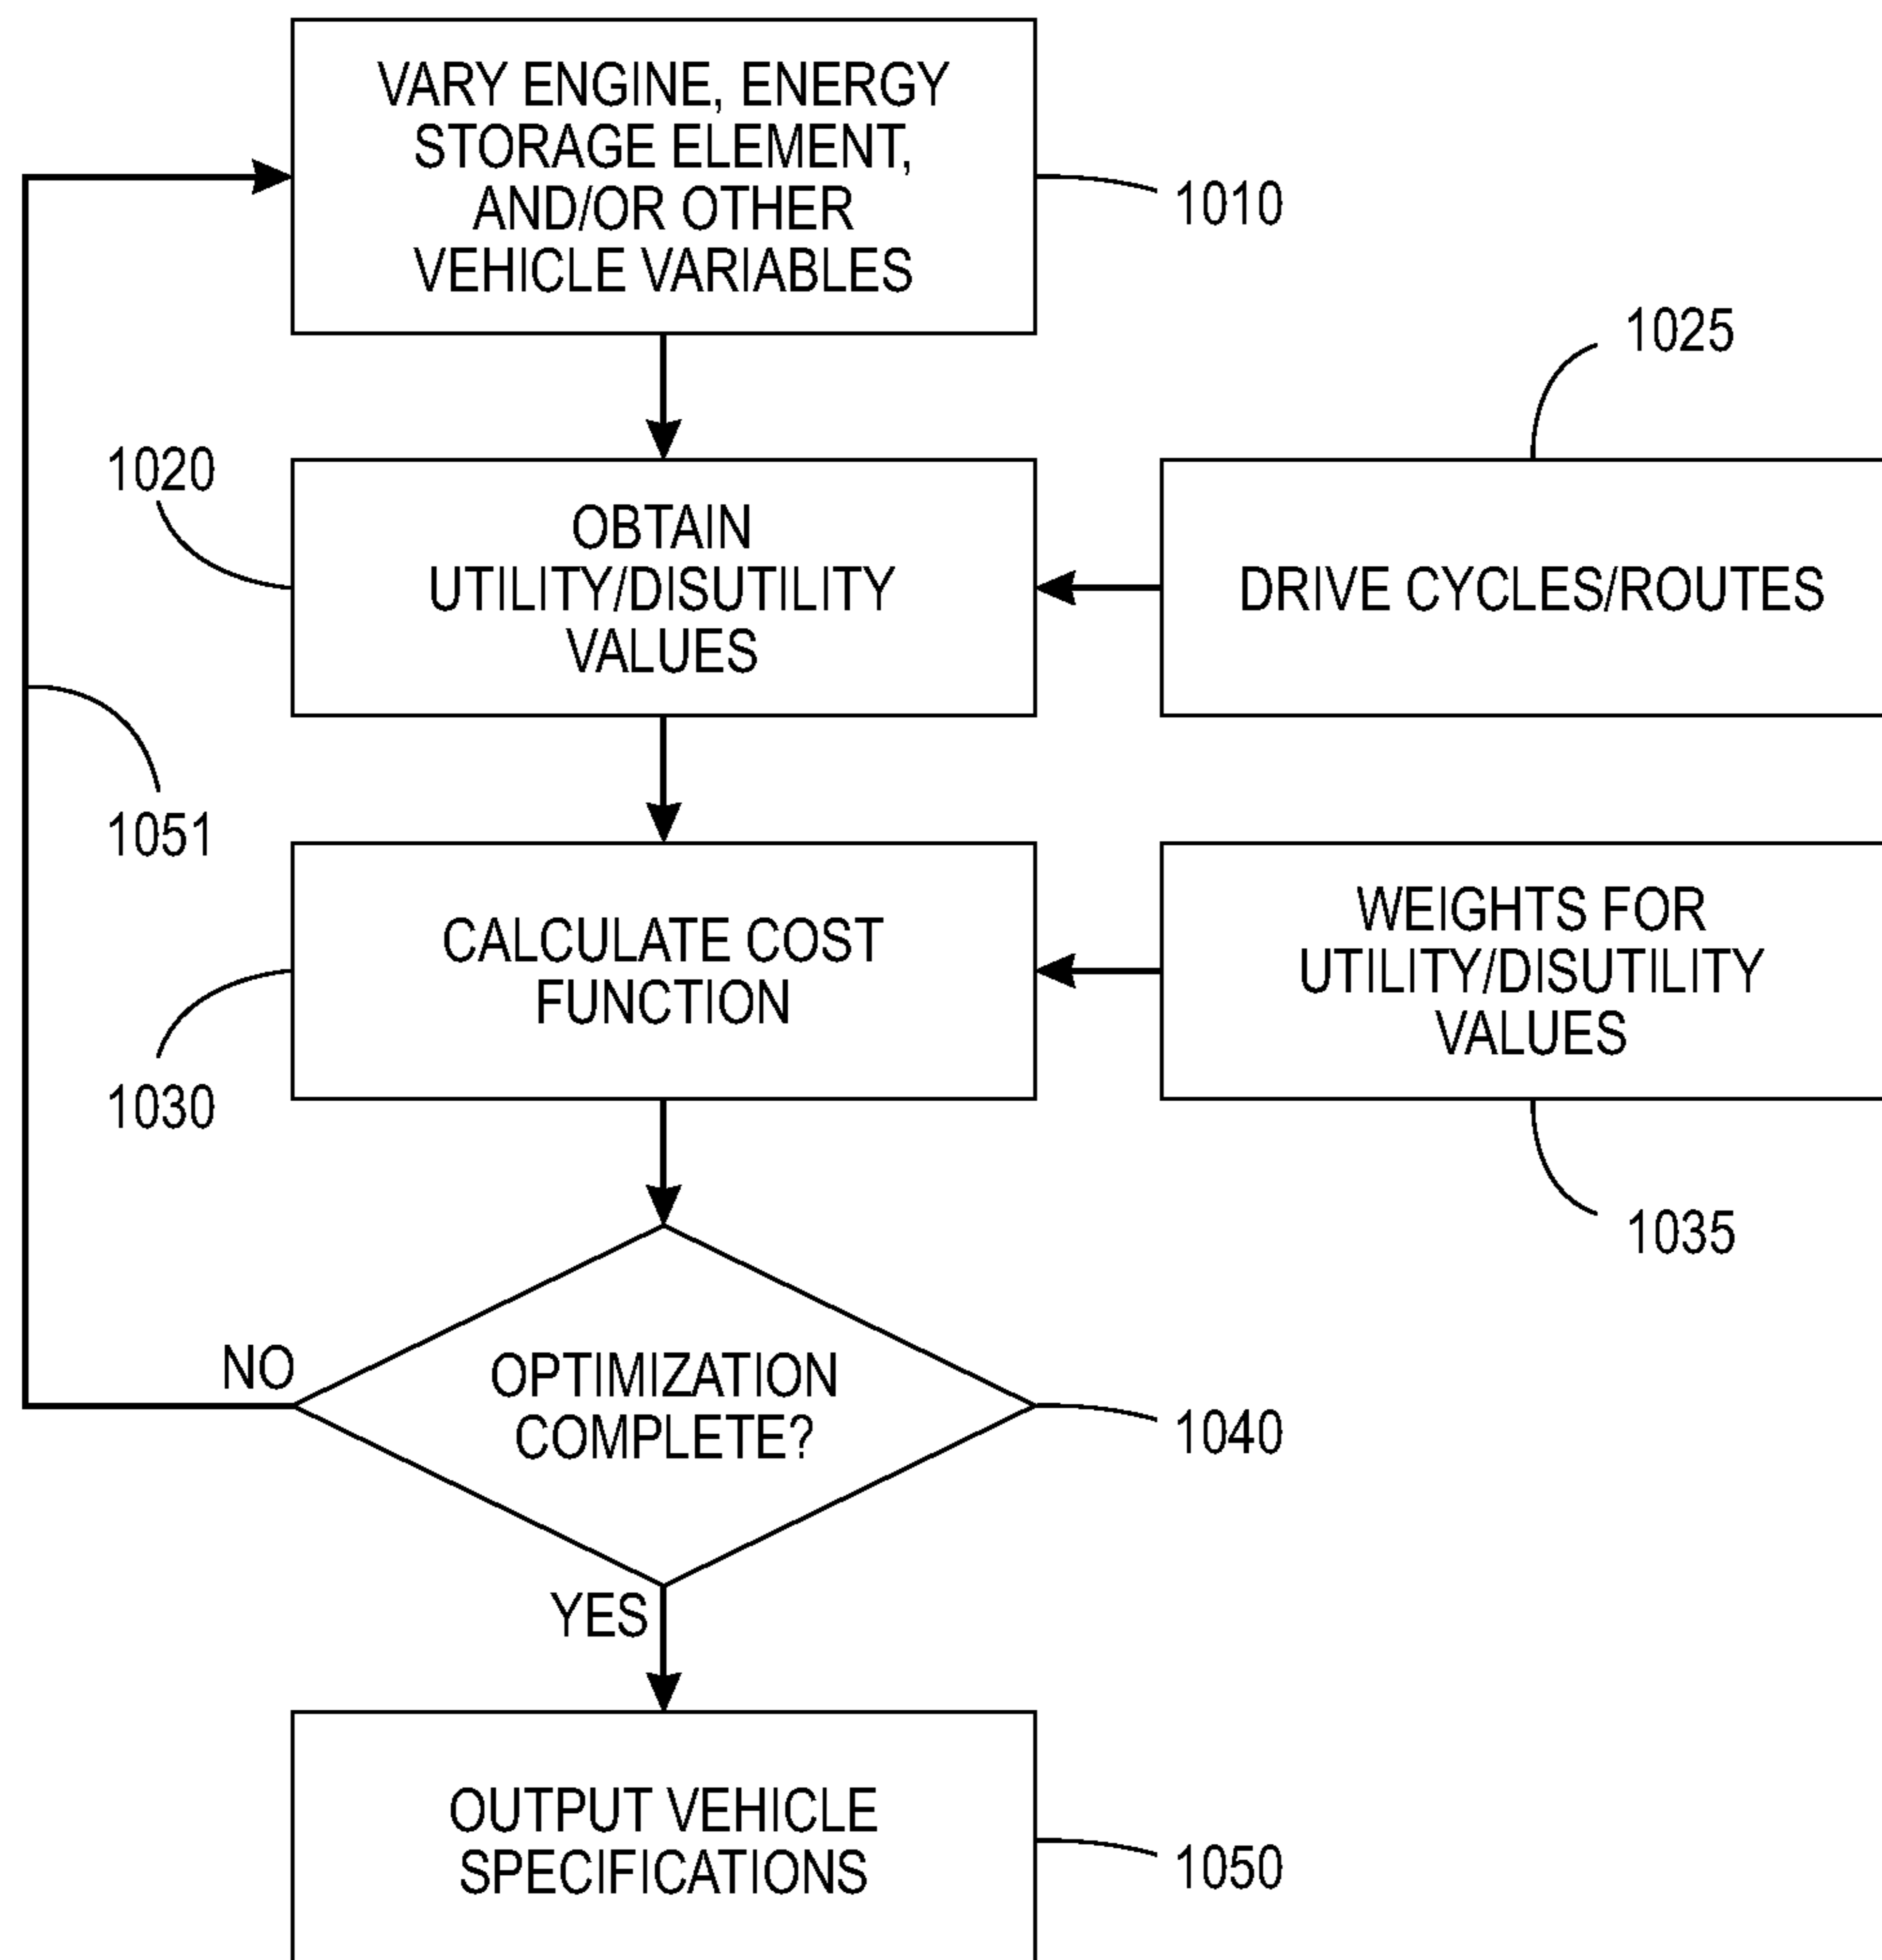 VARY ENGINE, ENERGY
STORAGE ELEMENT,
AND/OR OTHER
VEHICLE VARIABLES
1010
1025
1020
OBTAIN
UTILITY/DISUTILITY
VALUES
DRIVE CYCLES/ROUTES
1051
CALCULATE COST
FUNCTION
WEIGHTS FOR
UTILITY/DISUTILITY
VALUES
1030
1035
NO
OPTIMIZATION
COMPLETE?
1040
YES
OUTPUT VEHICLE
SPECIFICATIONS
1050